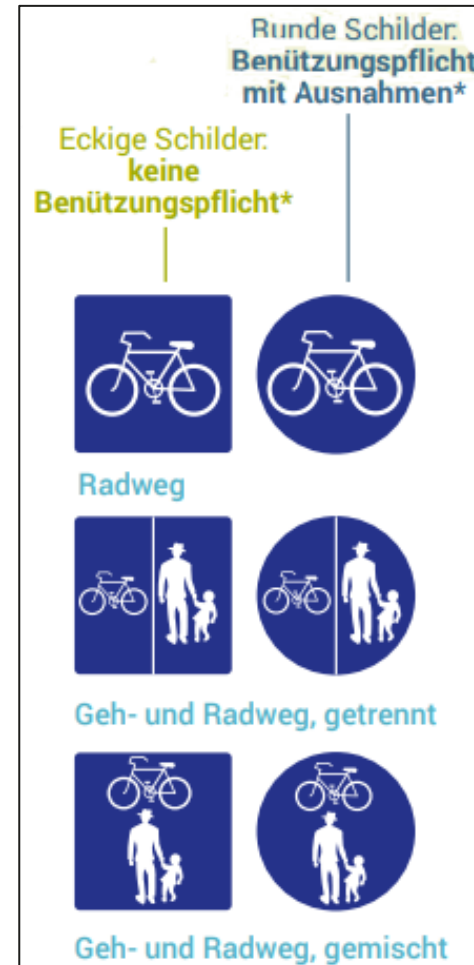 Runde Schilder:
Benützungspflicht
mit Ausnahmen*
Eckige Schilder:
keine
Benützungspflicht*
Radweg
Geh- und Radweg, getrennt
Geh- und Radweg, gemischt